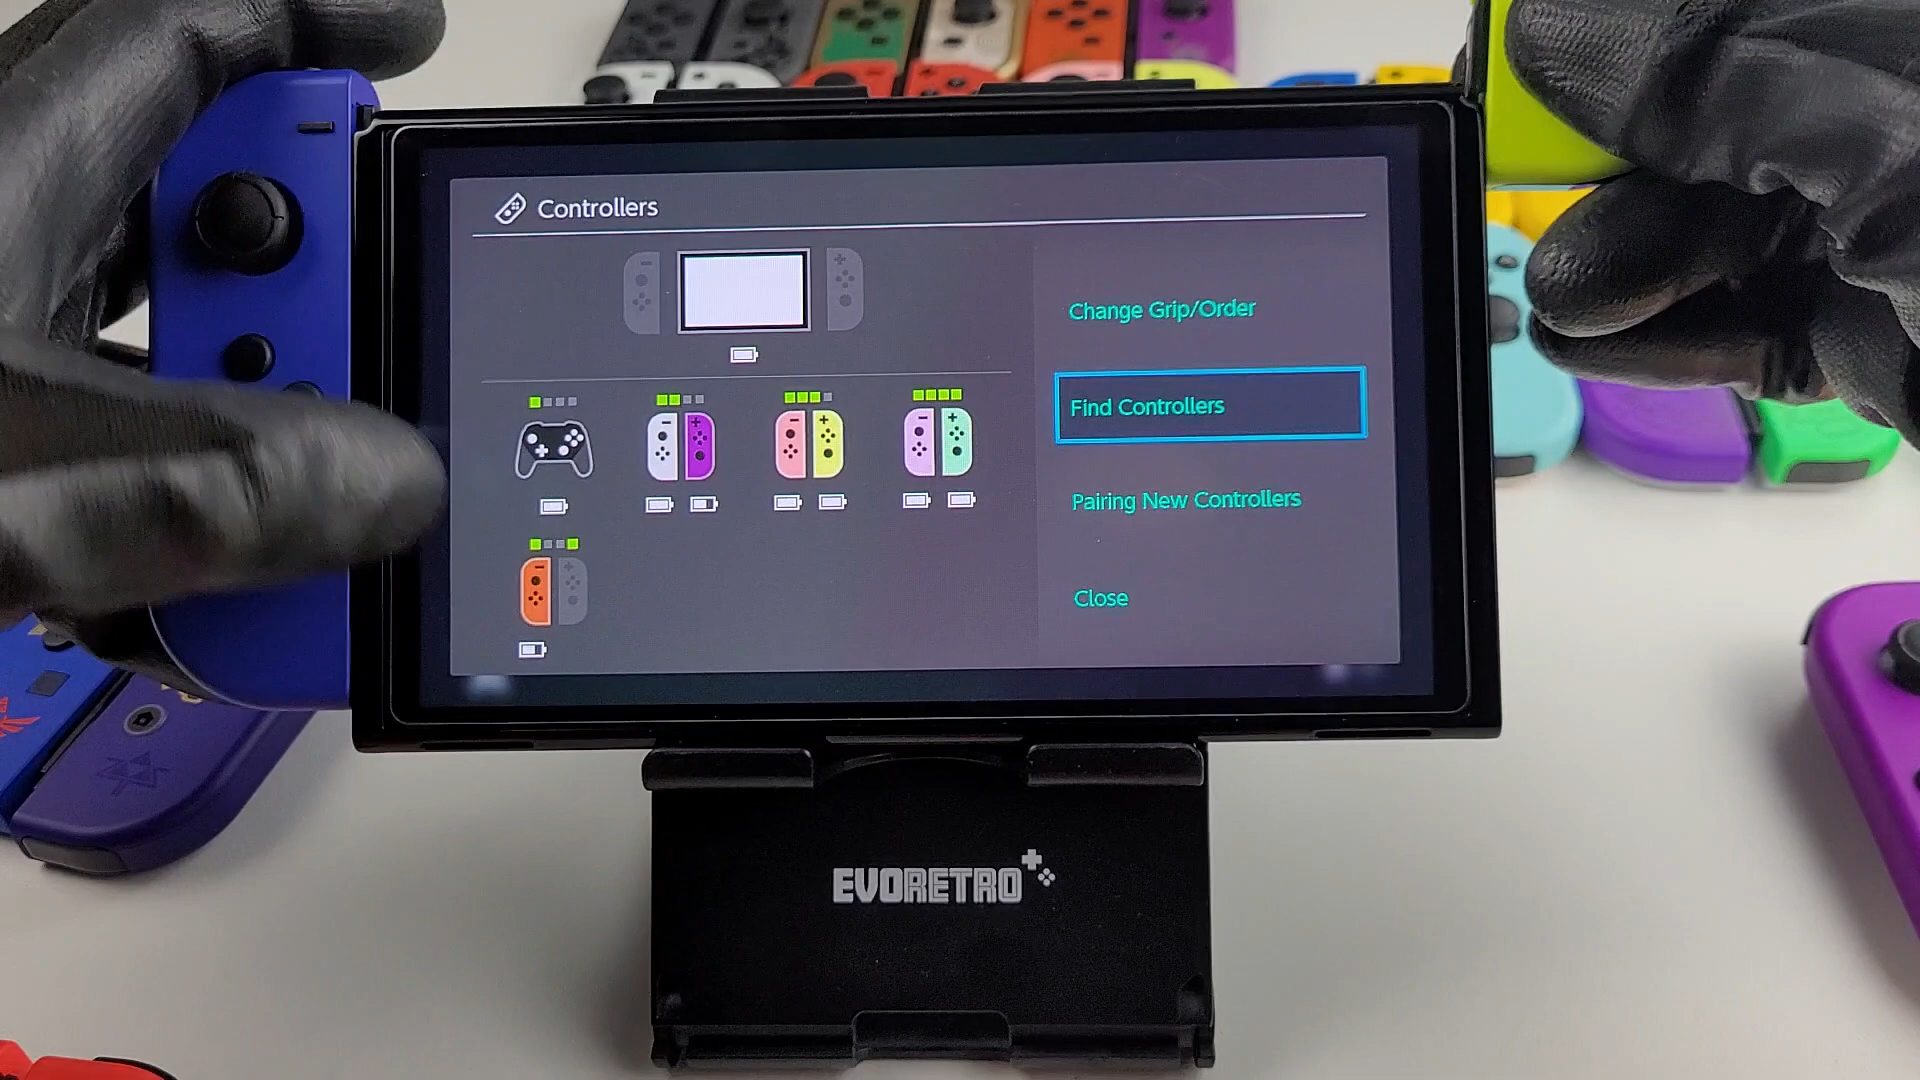 Controllers
Change Grip/Order
Find Controllers
Pairing New Controllers
Close
EVORETRO